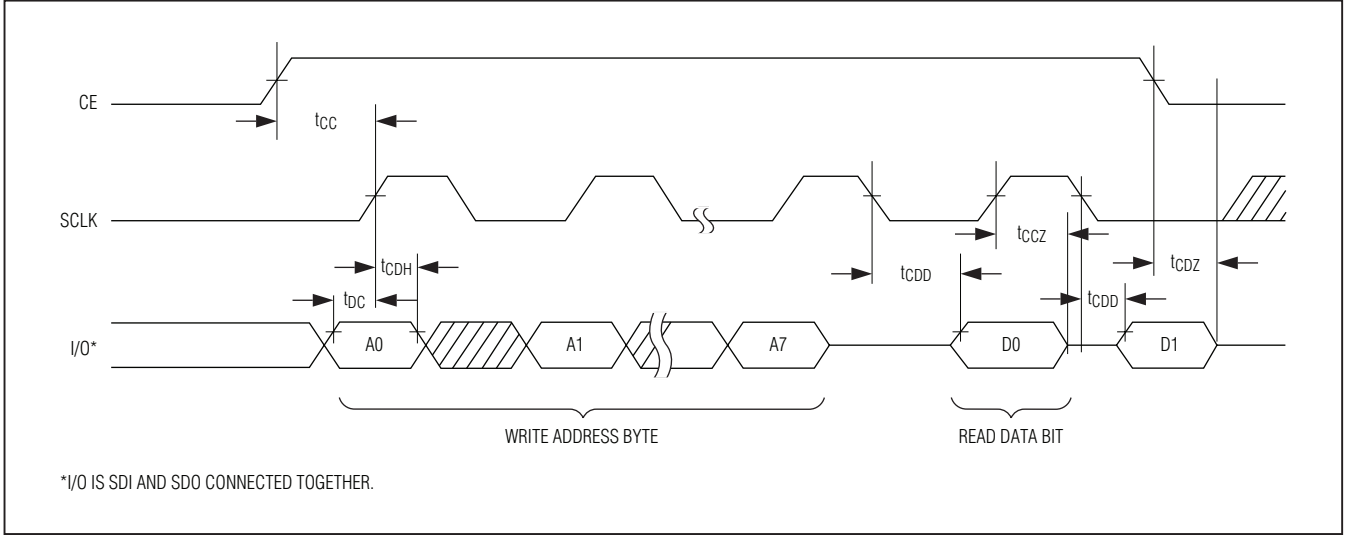 CE
tCC
SCLK
tCCZ
tCDH
tCDD
tCDZ
tDC
tCDD
I/O*
A0
A1
A7
D0
D1
WRITE ADDRESS BYTE
READ DATA BIT
*I/O IS SDI AND SDO CONNECTED TOGETHER.